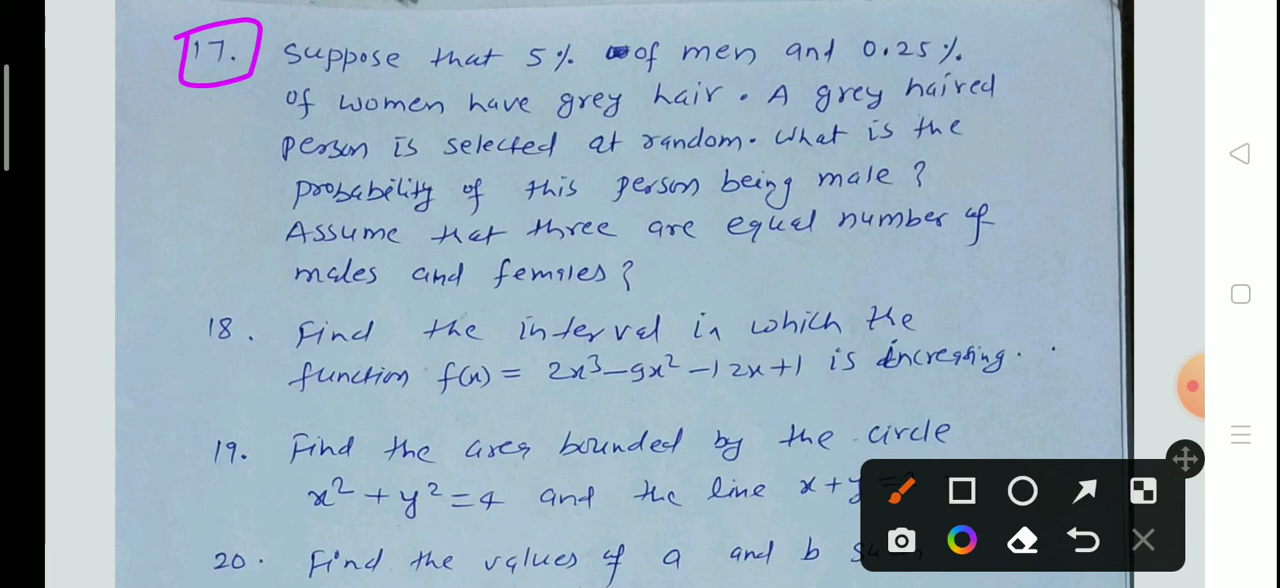 17. Suppose that 5% of men and 0.25%
of women have grey hair. A grey haired
person is selected at random. What is the
probability of this person being male?
Assume that three are equal number of
males and females?
18. Find the interval in which the
function f(x) = 2x³-9x²-12x+1 is increasing.
19. Find the area bounded by the circle
x²+y²=4 and the line x+y
20. Find the values of a and b